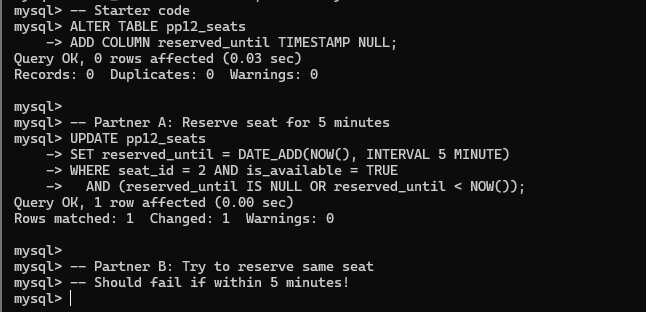 mysql> -- Starter code
mysql> ALTER TABLE pp12_seats
    -> ADD COLUMN reserved_until TIMESTAMP NULL;
Query OK, 0 rows affected (0.03 sec)
Records: 0  Duplicates: 0  Warnings: 0

mysql>
mysql> -- Partner A: Reserve seat for 5 minutes
mysql> UPDATE pp12_seats
    -> SET reserved_until = DATE_ADD(NOW(), INTERVAL 5 MINUTE)
    -> WHERE seat_id = 2 AND is_available = TRUE
    ->   AND (reserved_until IS NULL OR reserved_until < NOW());
Query OK, 1 row affected (0.00 sec)
Rows matched: 1  Changed: 1  Warnings: 0

mysql>
mysql> -- Partner B: Try to reserve same seat
mysql> -- Should fail if within 5 minutes!
mysql>